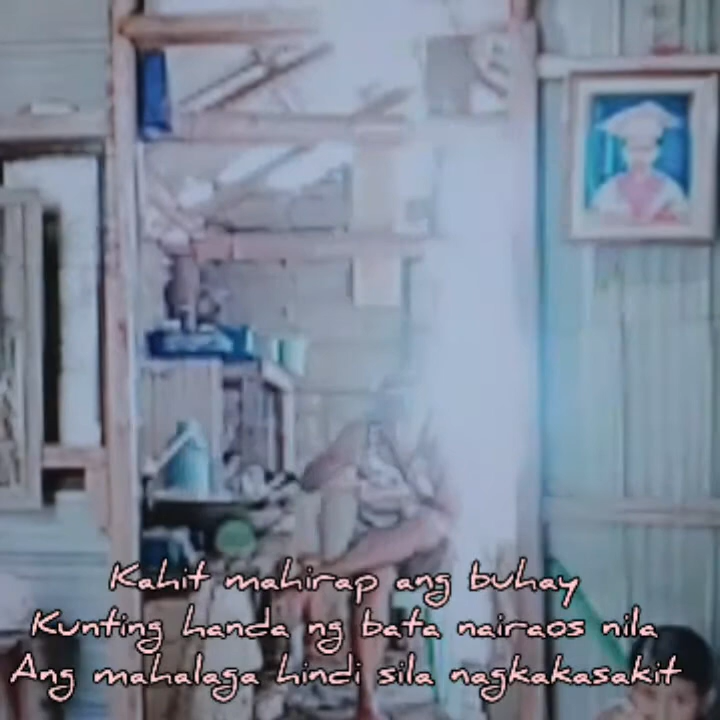 Kahit mahirap ang buhay
Kunting handa ng bata nairaos nila
Ang mahalaga hindi sila nagkakasakit